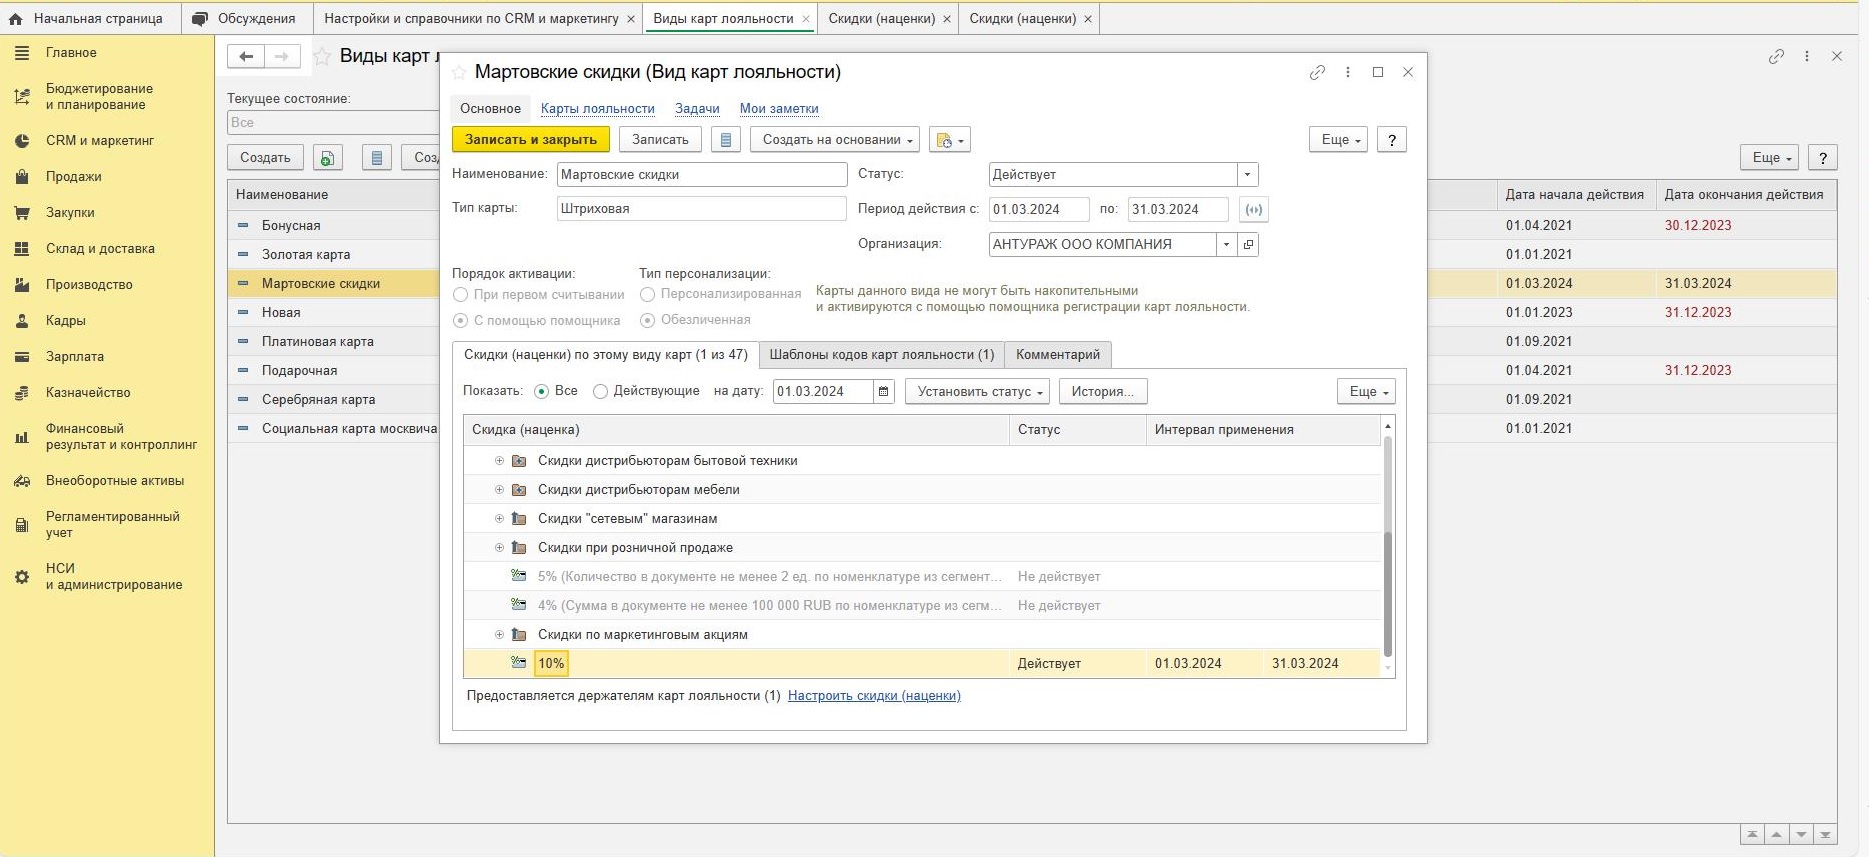 Начальная страница
Обсуждения
Настройки и справочники по CRM и маркетингу ×
Виды карт лояльности ×
Скидки (наценки) ×
Скидки (наценки) ×
Главное
Бюджетирование
и планирование
CRM и маркетинг
Продажи
Закупки
Склад и доставка
Производство
Кадры
Зарплата
Казначейство
Финансовый
результат и контроллинг
Внеоборотные активы
Регламентированный
учет
НСИ
и администрирование
Виды карт
Текущее состояние:
Все
Создать
Еще
?
Наименование
Дата начала действия
Дата окончания действия
Бонусная
01.04.2021
30.12.2023
Золотая карта
01.01.2021
Мартовские скидки
01.03.2024
31.03.2024
Новая
01.01.2023
31.12.2023
Платиновая карта
01.09.2021
Подарочная
01.04.2021
31.12.2023
Серебряная карта
01.09.2021
Социальная карта москвича
01.01.2021
Мартовские скидки (Вид карт лояльности)
Основное
Карты лояльности
Задачи
Мои заметки
Записать и закрыть
Записать
Создать на основании
Еще
?
Наименование:
Мартовские скидки
Статус:
Действует
Тип карты:
Штриховая
Период действия с:
01.03.2024
по:
31.03.2024
Организация:
АНТУРАЖ ООО КОМПАНИЯ
Порядок активации:
Тип персонализации:
При первом считывании
Персонализированная
С помощью помощника
Обезличенная
Карты данного вида не могут быть накопительными
и активируются с помощью помощника регистрации карт лояльности.
Скидки (наценки) по этому виду карт (1 из 47)
Шаблоны кодов карт лояльности (1)
Комментарий
Показать:
Все
Действующие
на дату:
01.03.2024
Установить статус
История...
Еще
Скидка (наценка)
Статус
Интервал применения
Скидки дистрибьюторам бытовой техники
Скидки дистрибьюторам мебели
Скидки "сетевым" магазинам
Скидки при розничной продаже
5% (Количество в документе не менее 2 ед. по номенклатуре из сегмент...
Не действует
4% (Сумма в документе не менее 100 000 RUB по номенклатуре из сегм...
Не действует
Скидки по маркетинговым акциям
10%
Действует
01.03.2024
31.03.2024
Предоставляется держателям карт лояльности (1) Настроить скидки (наценки)